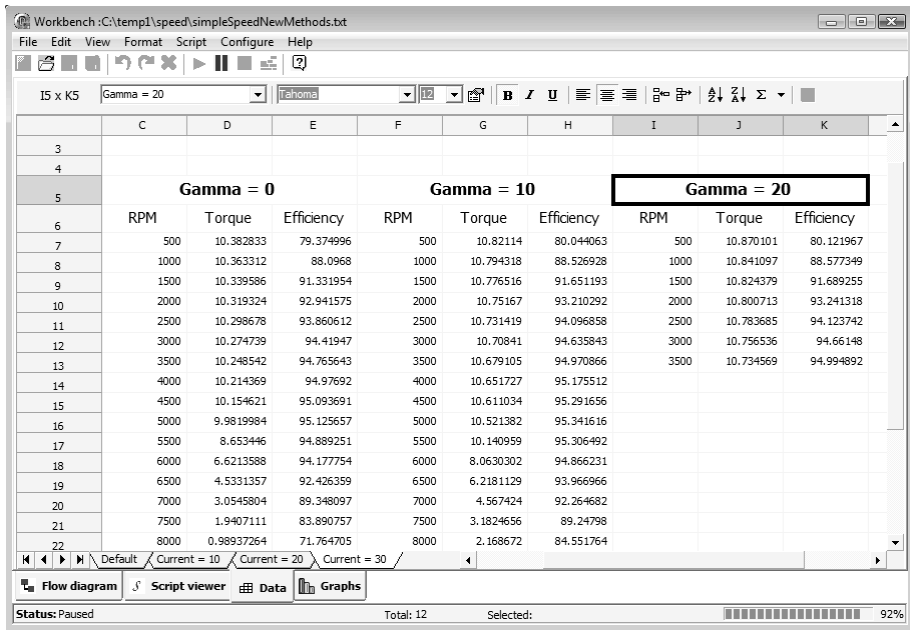 Workbench :C:\temp1\speed\simpleSpeedNewMethods.txt
File Edit View Format Script Configure Help
I5 x K5 Gamma = 20 Tahoma 12 B I U
C D E F G H I J K
3
4
5 Gamma = 0 Gamma = 10 Gamma = 20
6 RPM Torque Efficiency RPM Torque Efficiency RPM Torque Efficiency
7 500 10.382833 79.374996 500 10.82114 80.044063 500 10.870101 80.121967
8 1000 10.363312 88.0968 1000 10.794318 88.526928 1000 10.841097 88.577349
9 1500 10.339586 91.331954 1500 10.776516 91.651193 1500 10.824379 91.689255
10 2000 10.319324 92.941575 2000 10.75167 93.210292 2000 10.800713 93.241318
11 2500 10.298678 93.860612 2500 10.731419 94.096858 2500 10.783685 94.123742
12 3000 10.274739 94.41947 3000 10.70841 94.635843 3000 10.756536 94.66148
13 3500 10.248542 94.765643 3500 10.679105 94.970866 3500 10.734569 94.994892
14 4000 10.214369 94.97692 4000 10.651727 95.175512
15 4500 10.154621 95.093691 4500 10.611034 95.291656
16 5000 9.9819984 95.125657 5000 10.521382 95.341616
17 5500 8.653446 94.889251 5500 10.140959 95.306492
18 6000 6.6213588 94.177754 6000 8.0630302 94.866231
19 6500 4.5331357 92.426359 6500 6.2181129 93.966966
20 7000 3.0545804 89.348097 7000 4.567424 92.264682
21 7500 1.9407111 83.890757 7500 3.1824656 89.24798
22 8000 0.98937264 71.764705 8000 2.168672 84.551764
Default Current = 10 Current = 20 Current = 30
Flow diagram Script viewer Data Graphs
Status: Paused Total: 12 Selected: 92%